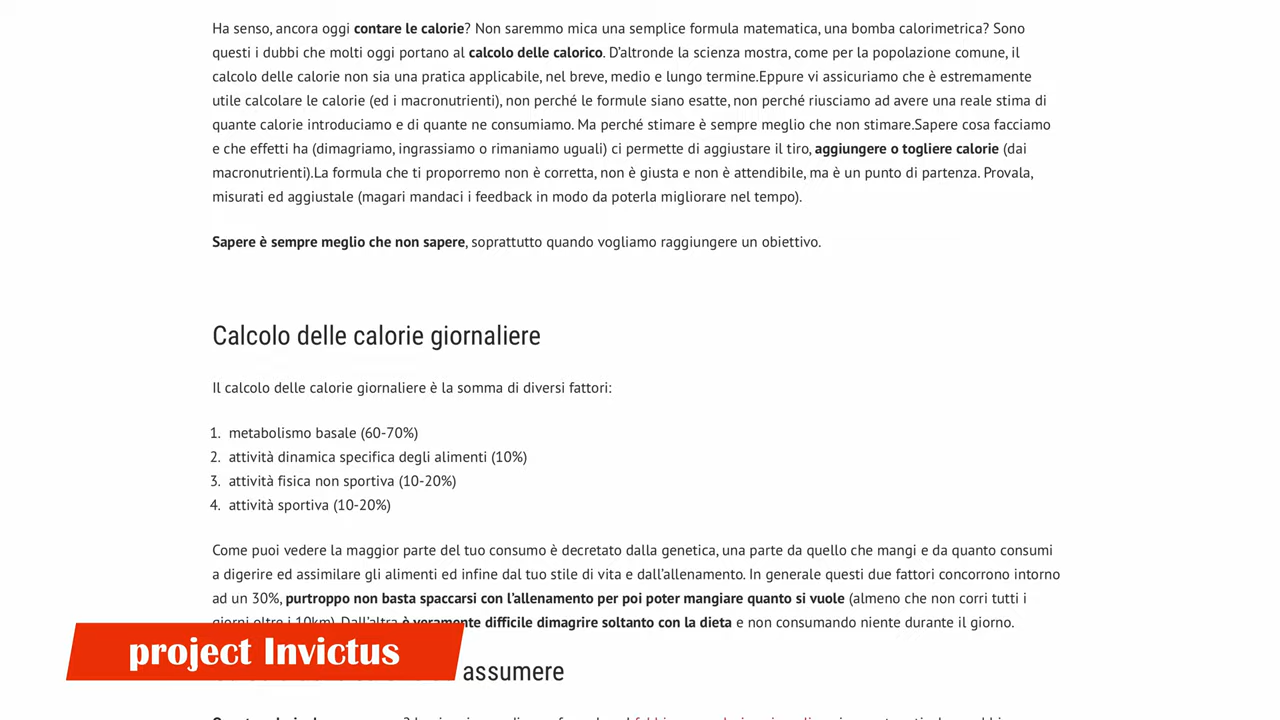 Ha senso, ancora oggi contare le calorie? Non saremmo mica una semplice formula matematica, una bomba calorimetrica? Sono
questi i dubbi che molti oggi portano al calcolo delle calorico. D'altronde la scienza mostra, come per la popolazione comune, il
calcolo delle calorie non sia una pratica applicabile, nel breve, medio e lungo termine.Eppure vi assicuriamo che è estremamente
utile calcolare le calorie (ed i macronutrienti), non perché le formule siano esatte, non perché riusciamo ad avere una reale stima di
quante calorie introduciamo e di quante ne consumiamo. Ma perché stimare è sempre meglio che non stimare.Sapere cosa facciamo
e che effetti ha (dimagriamo, ingrassiamo o rimaniamo uguali) ci permette di aggiustare il tiro, aggiungere o togliere calorie (dai
macronutrienti).La formula che ti proporremo non è corretta, non è giusta e non è attendibile, ma è un punto di partenza. Provala,
misurati ed aggiustale (magari mandaci i feedback in modo da poterla migliorare nel tempo).
Sapere è sempre meglio che non sapere, soprattutto quando vogliamo raggiungere un obiettivo.
Calcolo delle calorie giornaliere
Il calcolo delle calorie giornaliere è la somma di diversi fattori:
1. metabolismo basale (60-70%)
2. attività dinamica specifica degli alimenti (10%)
3. attività fisica non sportiva (10-20%)
4. attività sportiva (10-20%)
Come puoi vedere la maggior parte del tuo consumo è decretato dalla genetica, una parte da quello che mangi e da quanto consumi
a digerire ed assimilare gli alimenti ed infine dal tuo stile di vita e dall'allenamento. In generale questi due fattori concorrono intorno
ad un 30%, purtroppo non basta spaccarsi con l'allenamento per poi poter mangiare quanto si vuole (almeno che non corri tutti i
giorni oltre i 10km). Dall'altra è veramente difficile dimagrire soltanto con la dieta e non consumando niente durante il giorno.
project Invictus
assumere